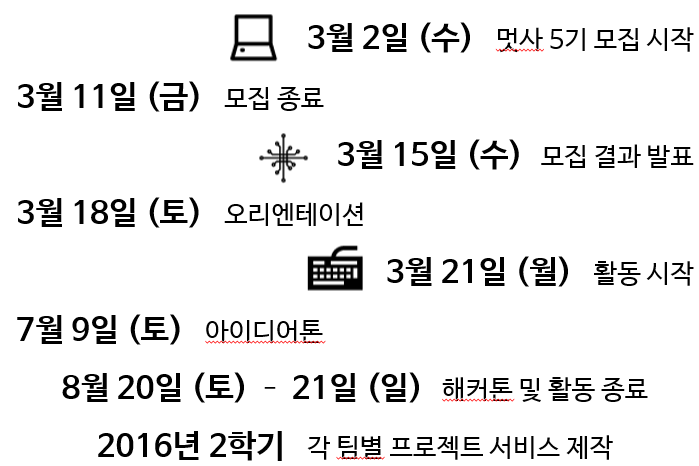 3월 2일 (수) 멋사 5기 모집 시작
3월 11일 (금) 모집 종료
3월 15일 (수) 모집 결과 발표
3월 18일 (토) 오리엔테이션
3월 21일 (월) 활동 시작
7월 9일 (토) 아이디어톤
8월 20일 (토) - 21일 (일) 해커톤 및 활동 종료
2016년 2학기 각 팀별 프로젝트 서비스 제작